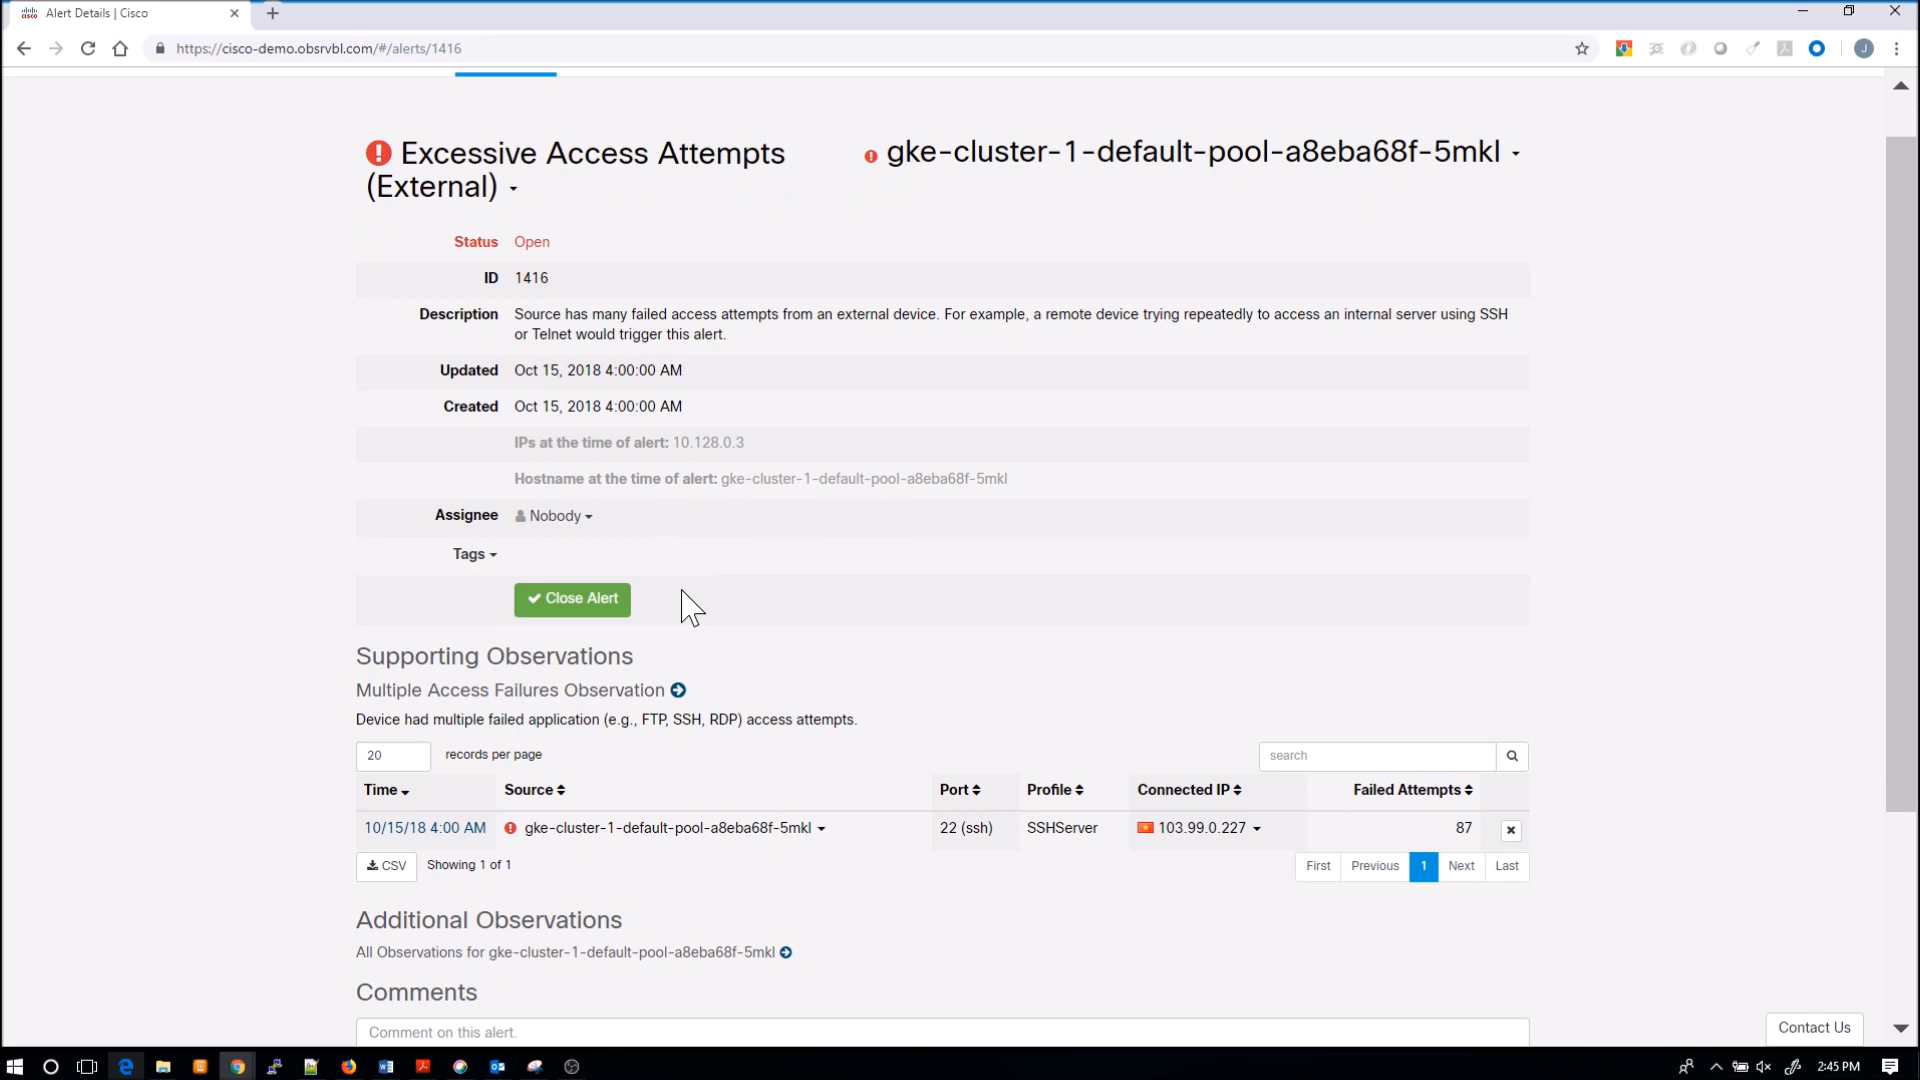 Alert Details | Cisco
https://cisco-demo.obsrvbl.com/#/alerts/1416
J
Excessive Access Attempts
(External)
gke-cluster-1-default-pool-a8eba68f-5mkl
Status Open
ID 1416
Description Source has many failed access attempts from an external device. For example, a remote device trying repeatedly to access an internal server using SSH
or Telnet would trigger this alert.
Updated Oct 15, 2018 4:00:00 AM
Created Oct 15, 2018 4:00:00 AM
IPs at the time of alert: 10.128.0.3
Hostname at the time of alert: gke-cluster-1-default-pool-a8eba68f-5mkl
Assignee Nobody
Tags
Close Alert
Supporting Observations
Multiple Access Failures Observation
Device had multiple failed application (e.g., FTP, SSH, RDP) access attempts.
20 records per page search
Time Source Port Profile Connected IP Failed Attempts
10/15/18 4:00 AM gke-cluster-1-default-pool-a8eba68f-5mkl 22 (ssh) SSHServer 103.99.0.227 87
CSV Showing 1 of 1 First Previous 1 Next Last
Additional Observations
All Observations for gke-cluster-1-default-pool-a8eba68f-5mkl
Comments
Comment on this alert.
Contact Us
2:45 PM